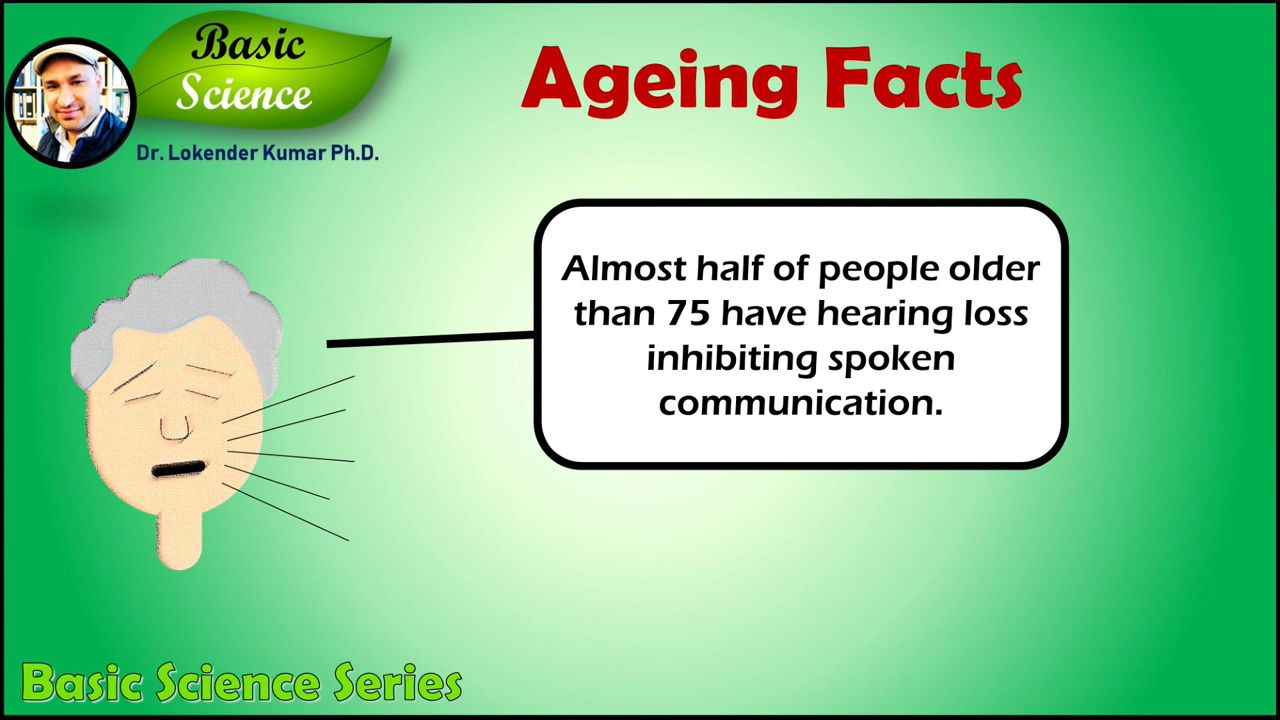 Basic
Science
Dr. Lokender Kumar Ph.D.
Ageing Facts
Almost half of people older
than 75 have hearing loss
inhibiting spoken
communication.
Basic Science Series